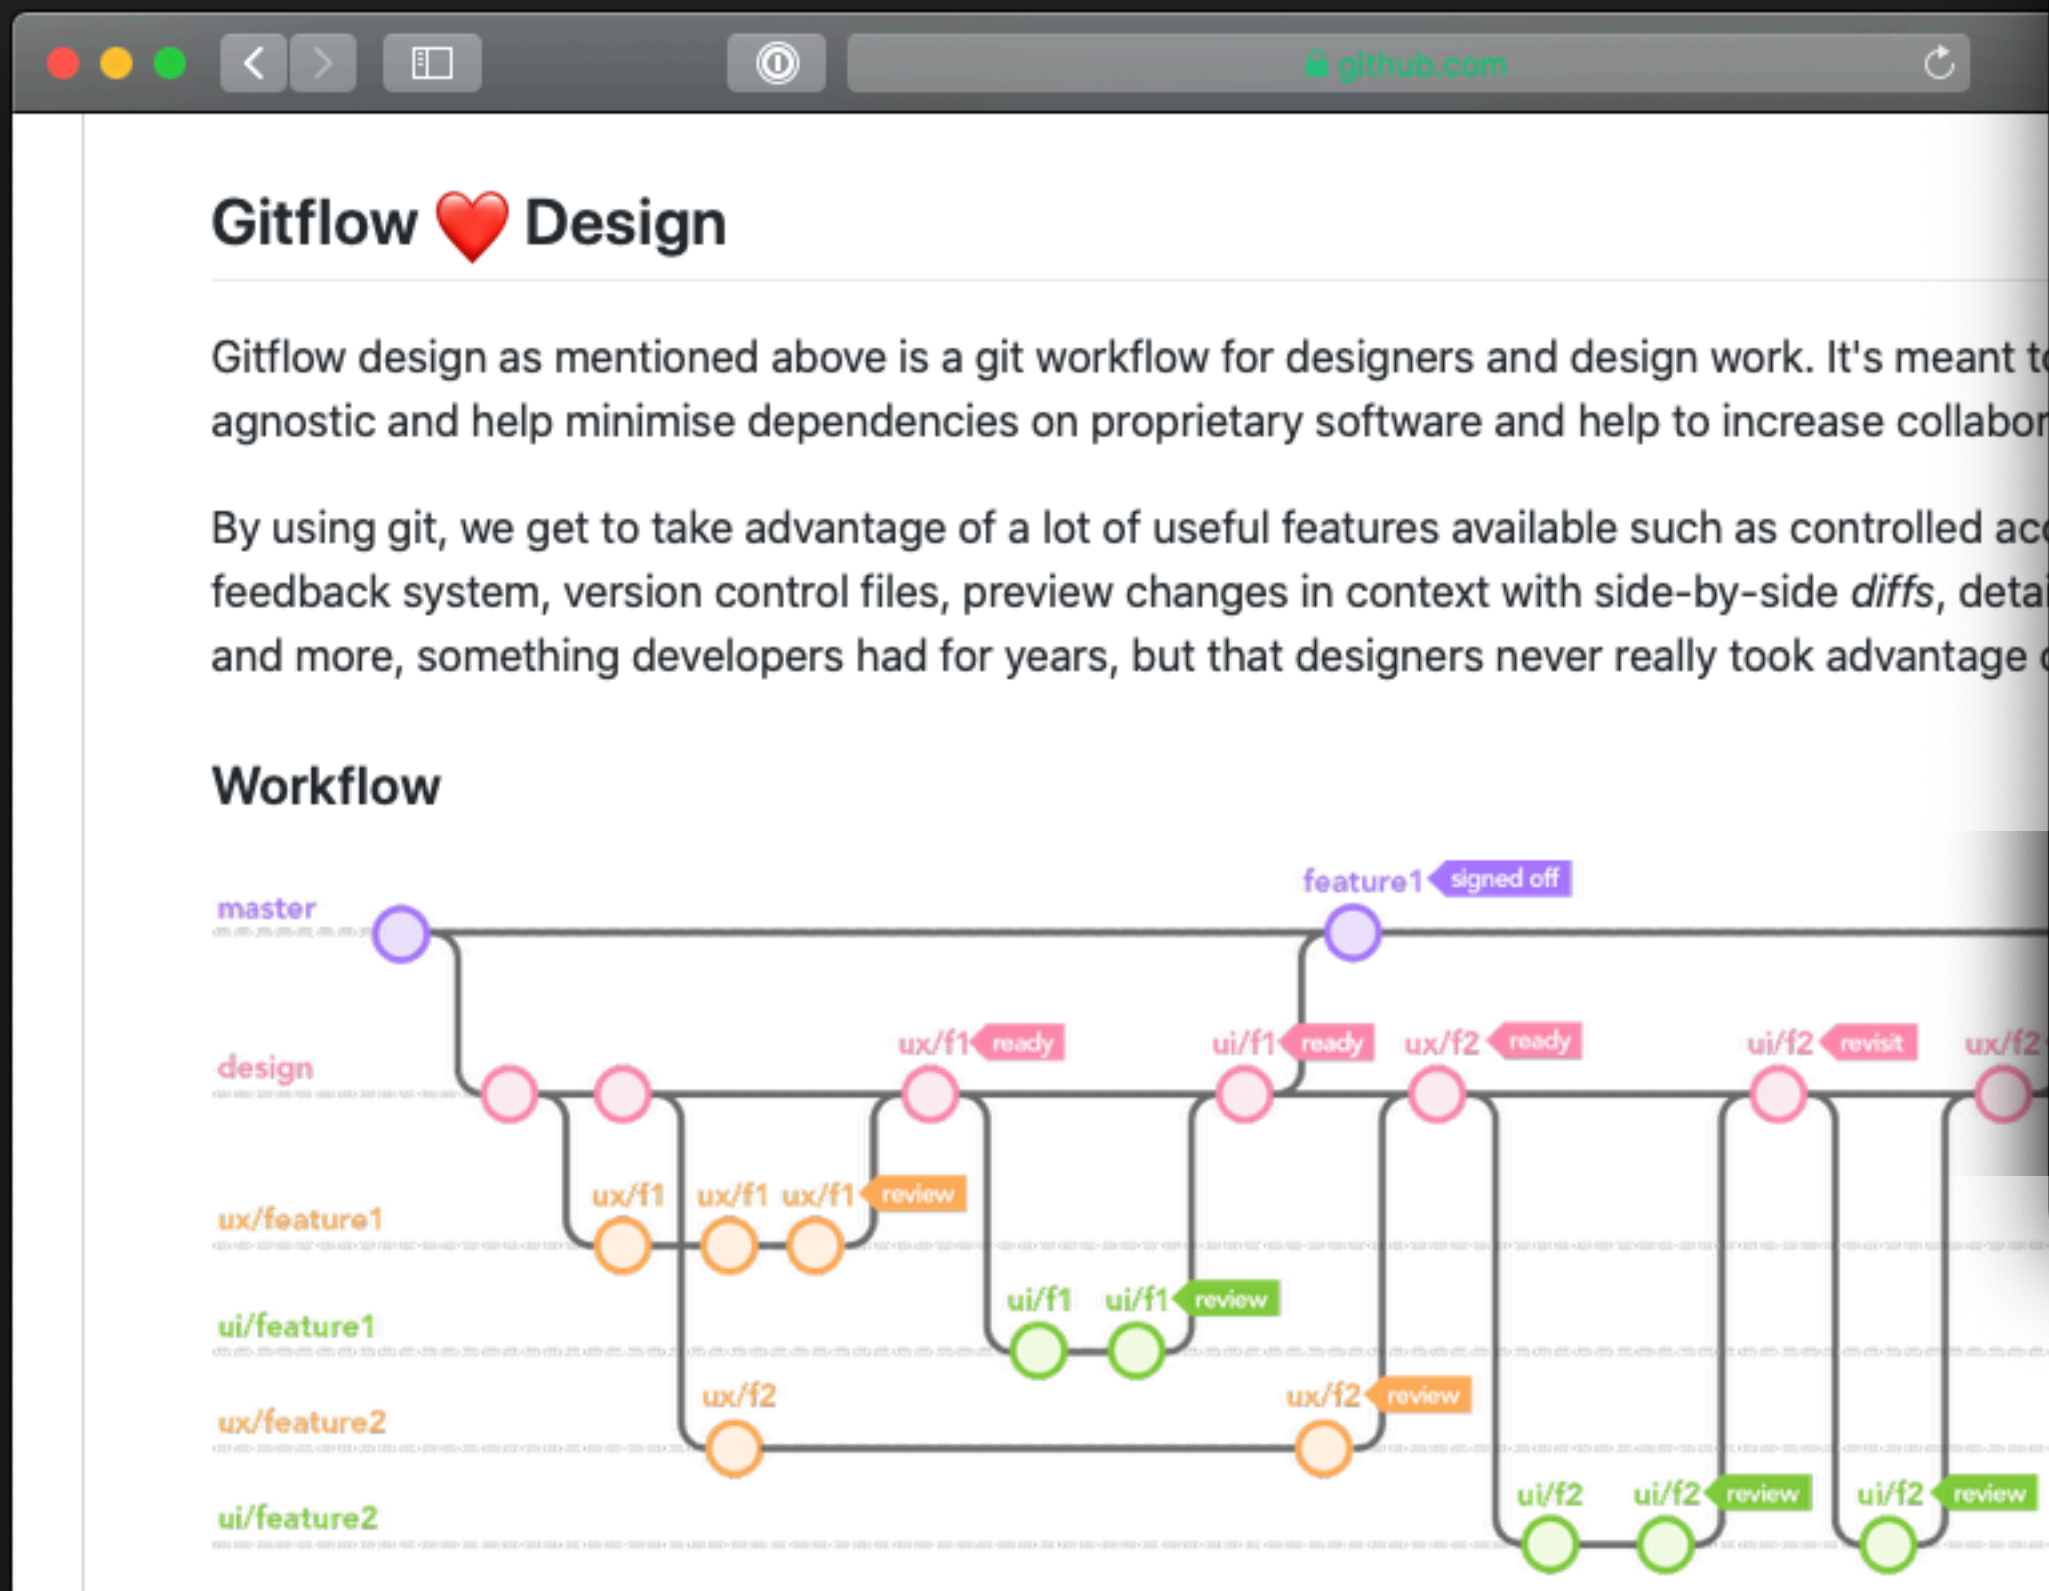 github.com
Gitflow ❤️ Design
Gitflow design as mentioned above is a git workflow for designers and design work. It's meant
agnostic and help minimise dependencies on proprietary software and help to increase
By using git, we get to take advantage of a lot of useful features available such as controlled
feedback system, version control files, preview changes in context with side-by-side diffs,
and more, something developers had for years, but that designers never really took advantage
Workflow
feature1 signed off
master
ux/f1 ready ui/f1 ready ux/f2 ready ui/f2 revisit ux/f2
design
ux/f1 ux/f1 ux/f1 review
ux/feature1
ui/f1 ui/f1 review
ui/feature1
ux/f2 ux/f2 review
ux/feature2
ui/f2 ui/f2 review ui/f2 review
ui/feature2